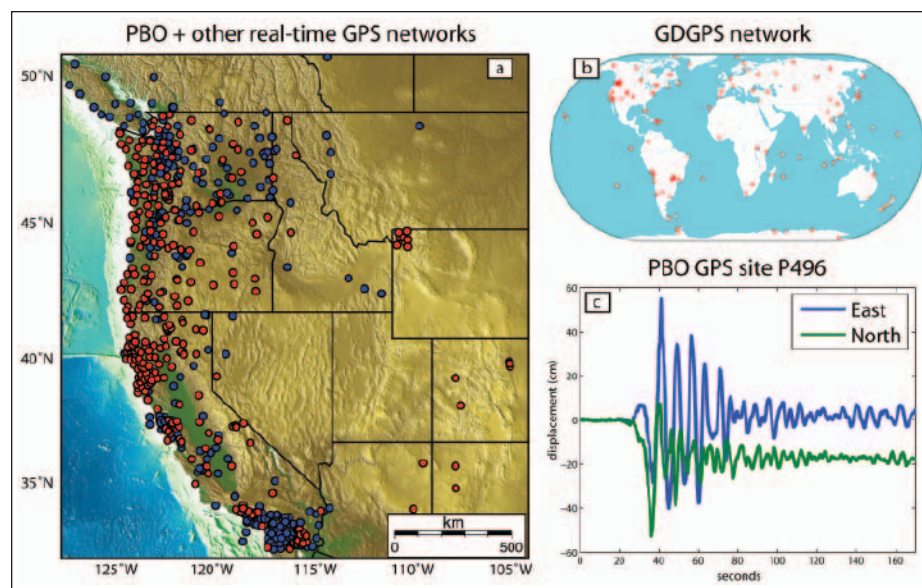 PBO + other real-time GPS networks
a
50°N
45°N
40°N
35°N
125°W
120°W
115°W
110°W
105°W
km
0
500
GDGPS network
b
PBO GPS site P496
c
East
North
displacement (cm)
60
40
20
0
-20
-40
-60
0
20
40
60
80
100
120
140
160
seconds